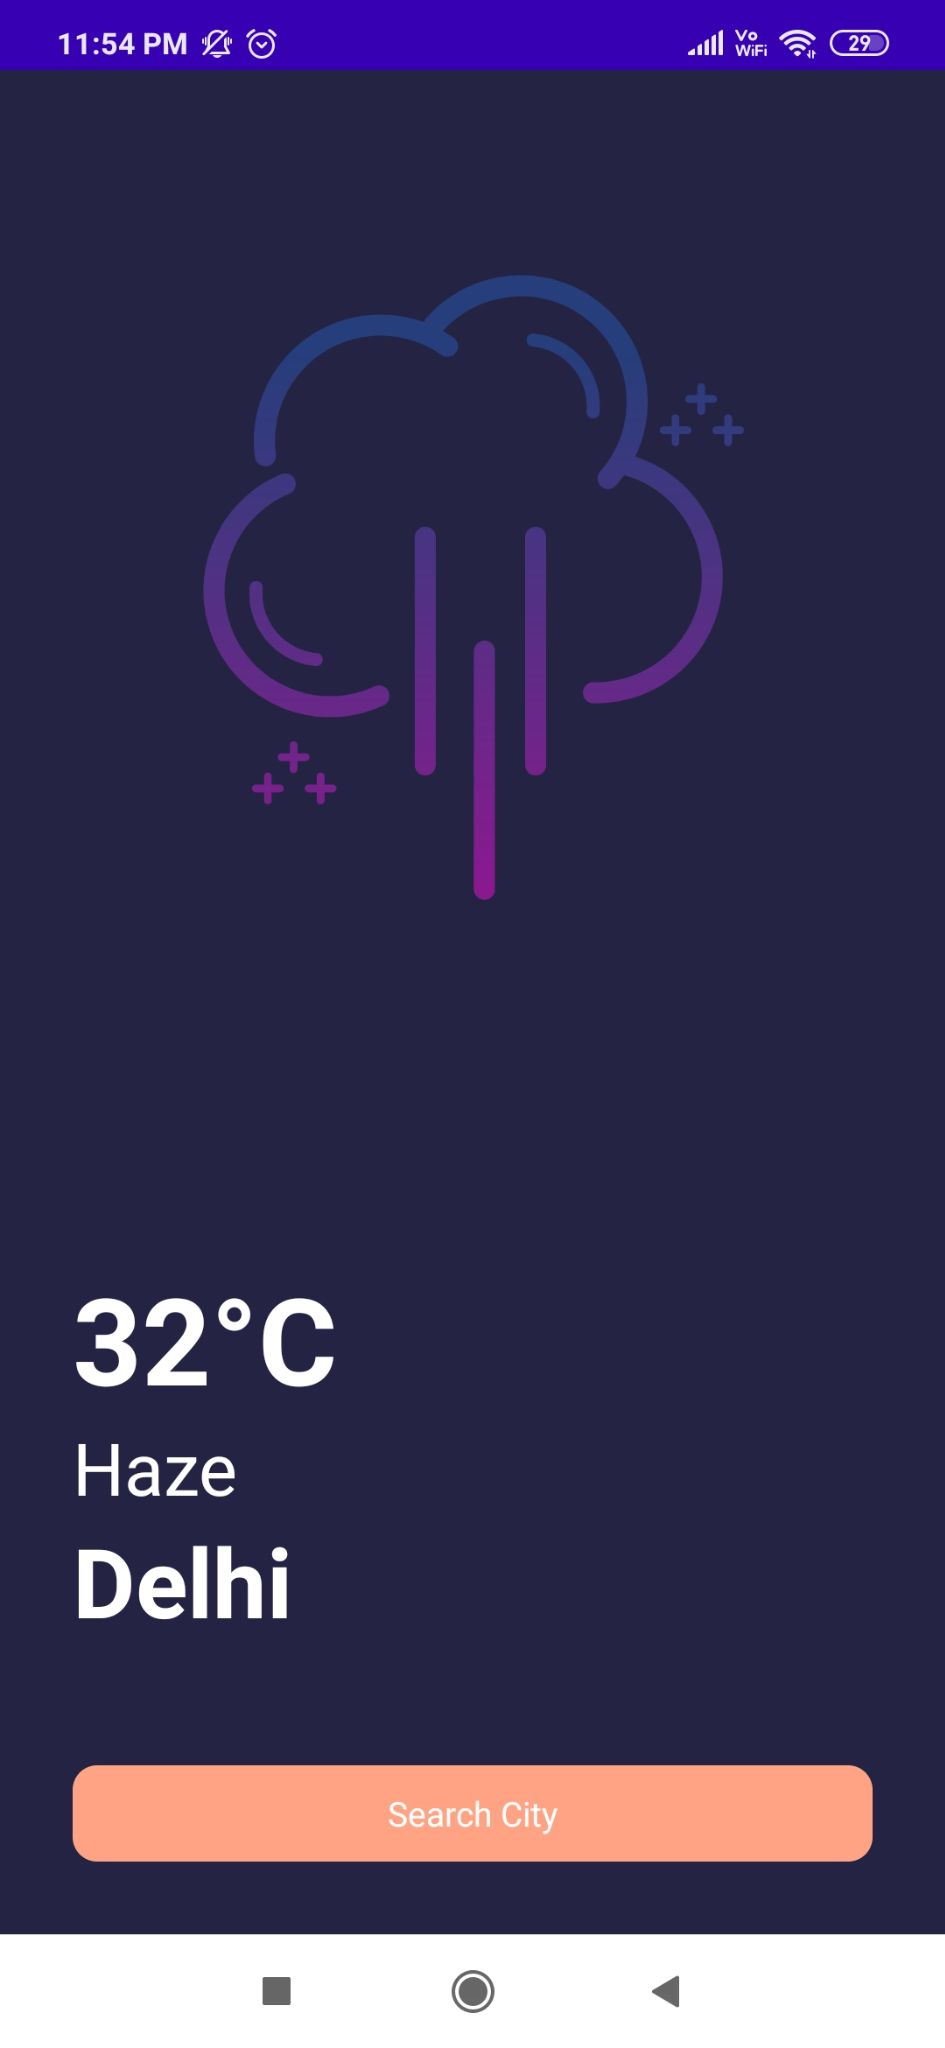 11:54 PM Vo WiFi 29
32°C
Haze
Delhi
Search City